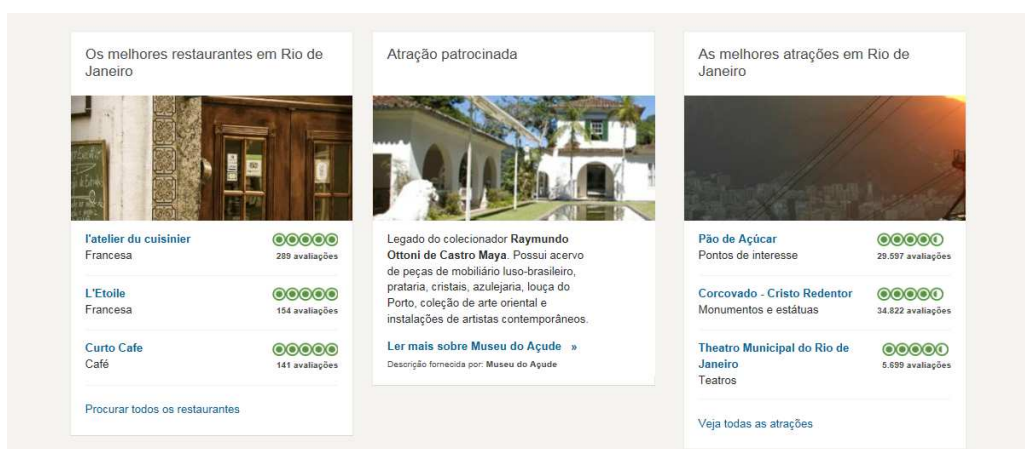 Os melhores restaurantes em Rio de
Janeiro
l'atelier du cuisinier
Francesa
289 avaliações
L'Etoile
Francesa
154 avaliações
Curto Cafe
Café
141 avaliações
Procurar todos os restaurantes
Atração patrocinada
Legado do colecionador Raymundo
Ottoni de Castro Maya. Possui acervo
de peças de mobiliário luso-brasileiro,
prataria, cristais, azulejaria, louça do
Porto, coleção de arte oriental e
instalações de artistas contemporâneos.
Ler mais sobre Museu do Açude »
Descrição fornecida por: Museu do Açude
As melhores atrações em Rio de
Janeiro
Pão de Açúcar
Pontos de interesse
29.597 avaliações
Corcovado - Cristo Redentor
Monumentos e estátuas
34.822 avaliações
Theatro Municipal do Rio de
Janeiro
Teatros
5.699 avaliações
Veja todas as atrações